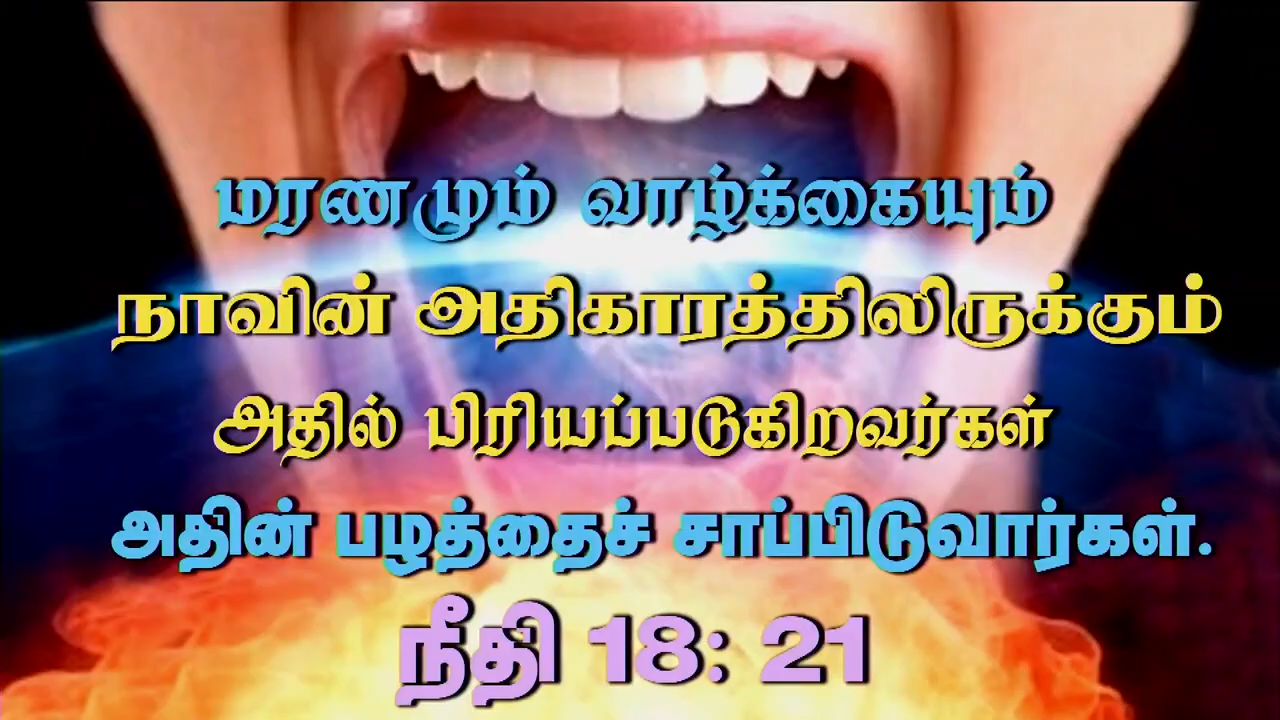 மரணமும் வாழ்க்கையும்
நாவின் அதிகாரத்திலிருக்கும்
அதில் பிரியப்படுகிறவர்கள்
அதின் பழத்தைச் சாப்பிடுவார்கள்.
நீதி 18: 21